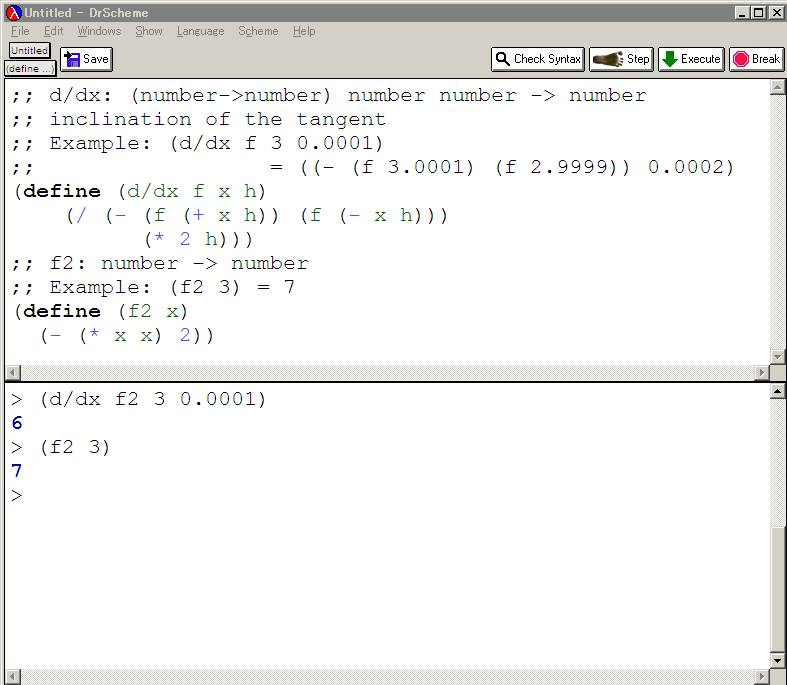 Untitled - DrScheme
File Edit Windows Show Language Scheme Help
Untitled
(define ...)
Save
Check Syntax
Step
Execute
Break
;; d/dx: (number->number) number number -> number
;; inclination of the tangent
;; Example: (d/dx f 3 0.0001)
;;                  = ((- (f 3.0001) (f 2.9999)) 0.0002)
(define (d/dx f x h)
    (/ (- (f (+ x h)) (f (- x h)))
          (* 2 h)))
;; f2: number -> number
;; Example: (f2 3) = 7
(define (f2 x)
  (- (* x x) 2))
> (d/dx f2 3 0.0001)
6
> (f2 3)
7
>